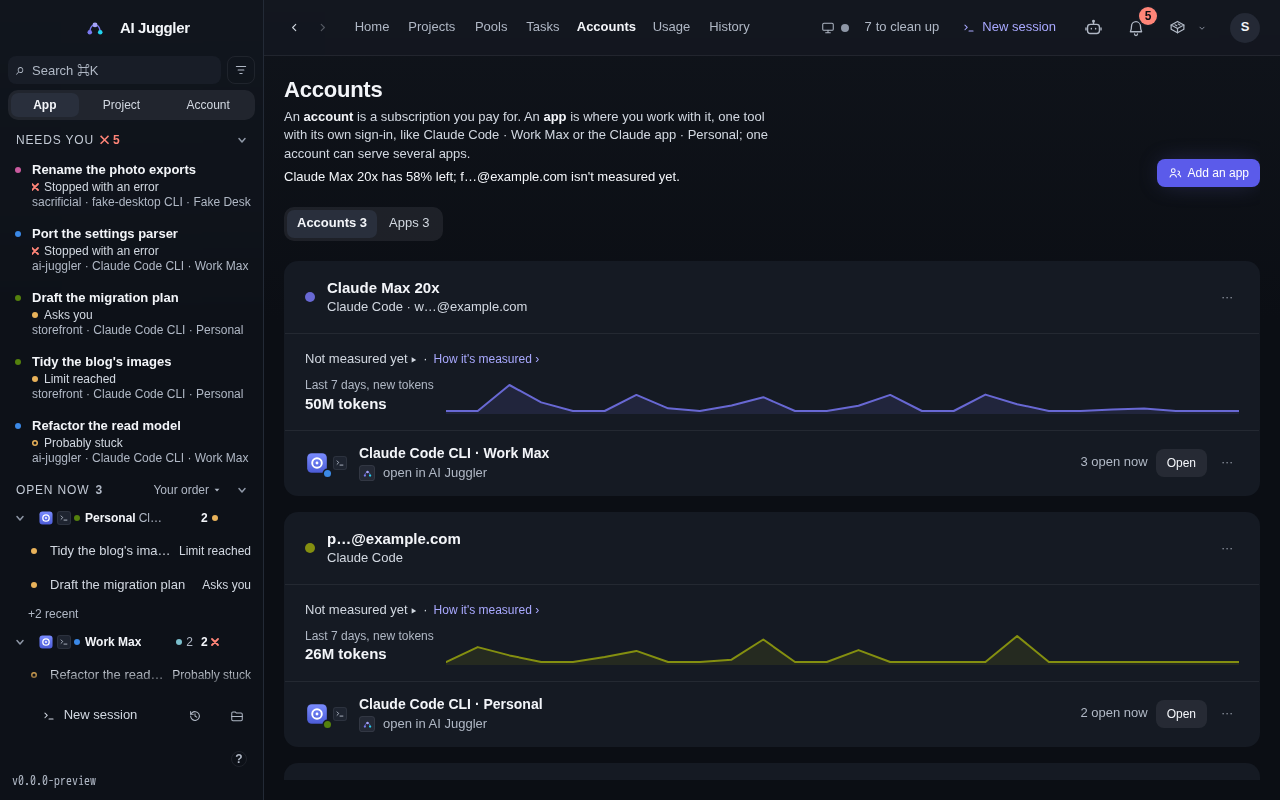 AI Juggler
Search ⌘K
App Project Account
NEEDS YOU 5
Rename the photo exports
Stopped with an error
sacrificial · fake-desktop CLI · Fake Desk
Port the settings parser
Stopped with an error
ai-juggler · Claude Code CLI · Work Max
Draft the migration plan
Asks you
storefront · Claude Code CLI · Personal
Tidy the blog's images
Limit reached
storefront · Claude Code CLI · Personal
Refactor the read model
Probably stuck
ai-juggler · Claude Code CLI · Work Max
OPEN NOW 3 Your order
Personal Cl… 2
Tidy the blog's ima… Limit reached
Draft the migration plan Asks you
+2 recent
Work Max 2 2
Refactor the read… Probably stuck
New session
?
v0.0.0-preview
Home Projects Pools Tasks Accounts Usage History 7 to clean up New session 5 S
Accounts
An account is a subscription you pay for. An app is where you work with it, one tool
with its own sign-in, like Claude Code · Work Max or the Claude app · Personal; one
account can serve several apps.
Claude Max 20x has 58% left; f…@example.com isn't measured yet.
Add an app
Accounts 3 Apps 3
Claude Max 20x
Claude Code · w…@example.com
Not measured yet ▸ · How it's measured ›
Last 7 days, new tokens
50M tokens
Claude Code CLI · Work Max
open in AI Juggler
3 open now Open
p…@example.com
Claude Code
Not measured yet ▸ · How it's measured ›
Last 7 days, new tokens
26M tokens
Claude Code CLI · Personal
open in AI Juggler
2 open now Open